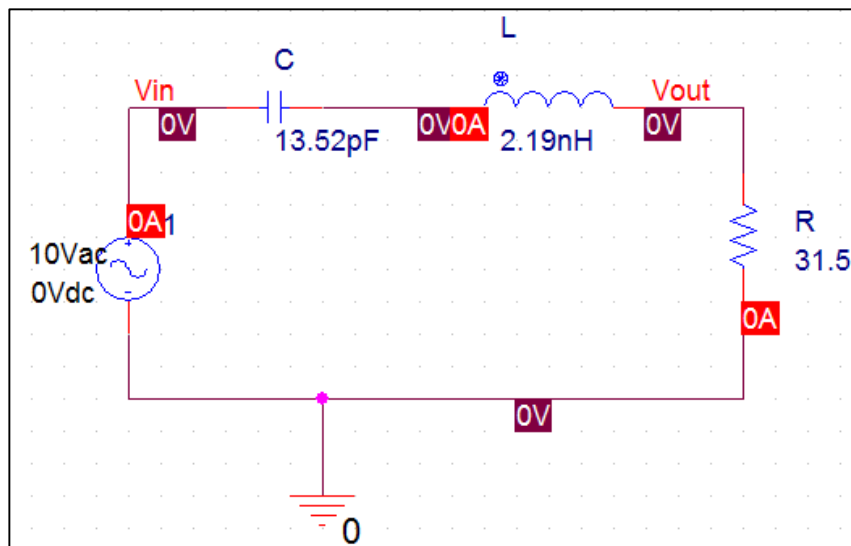 L
C
Vin
Vout
0V
0V
0A
0V
13.52pF
2.19nH
0A
1
R
10Vac
31.5
0Vdc
0A
0V
0